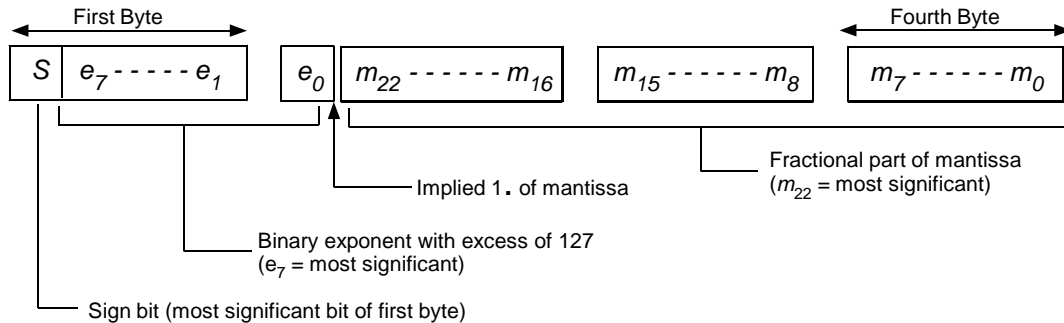 First Byte Fourth Byte
S e7 - - - - - e1 e0 m22 - - - - - - m16 m15 - - - - - - m8 m7 - - - - - - m0
Fractional part of mantissa
(m22 = most significant)
Implied 1. of mantissa
Binary exponent with excess of 127
(e7 = most significant)
Sign bit (most significant bit of first byte)